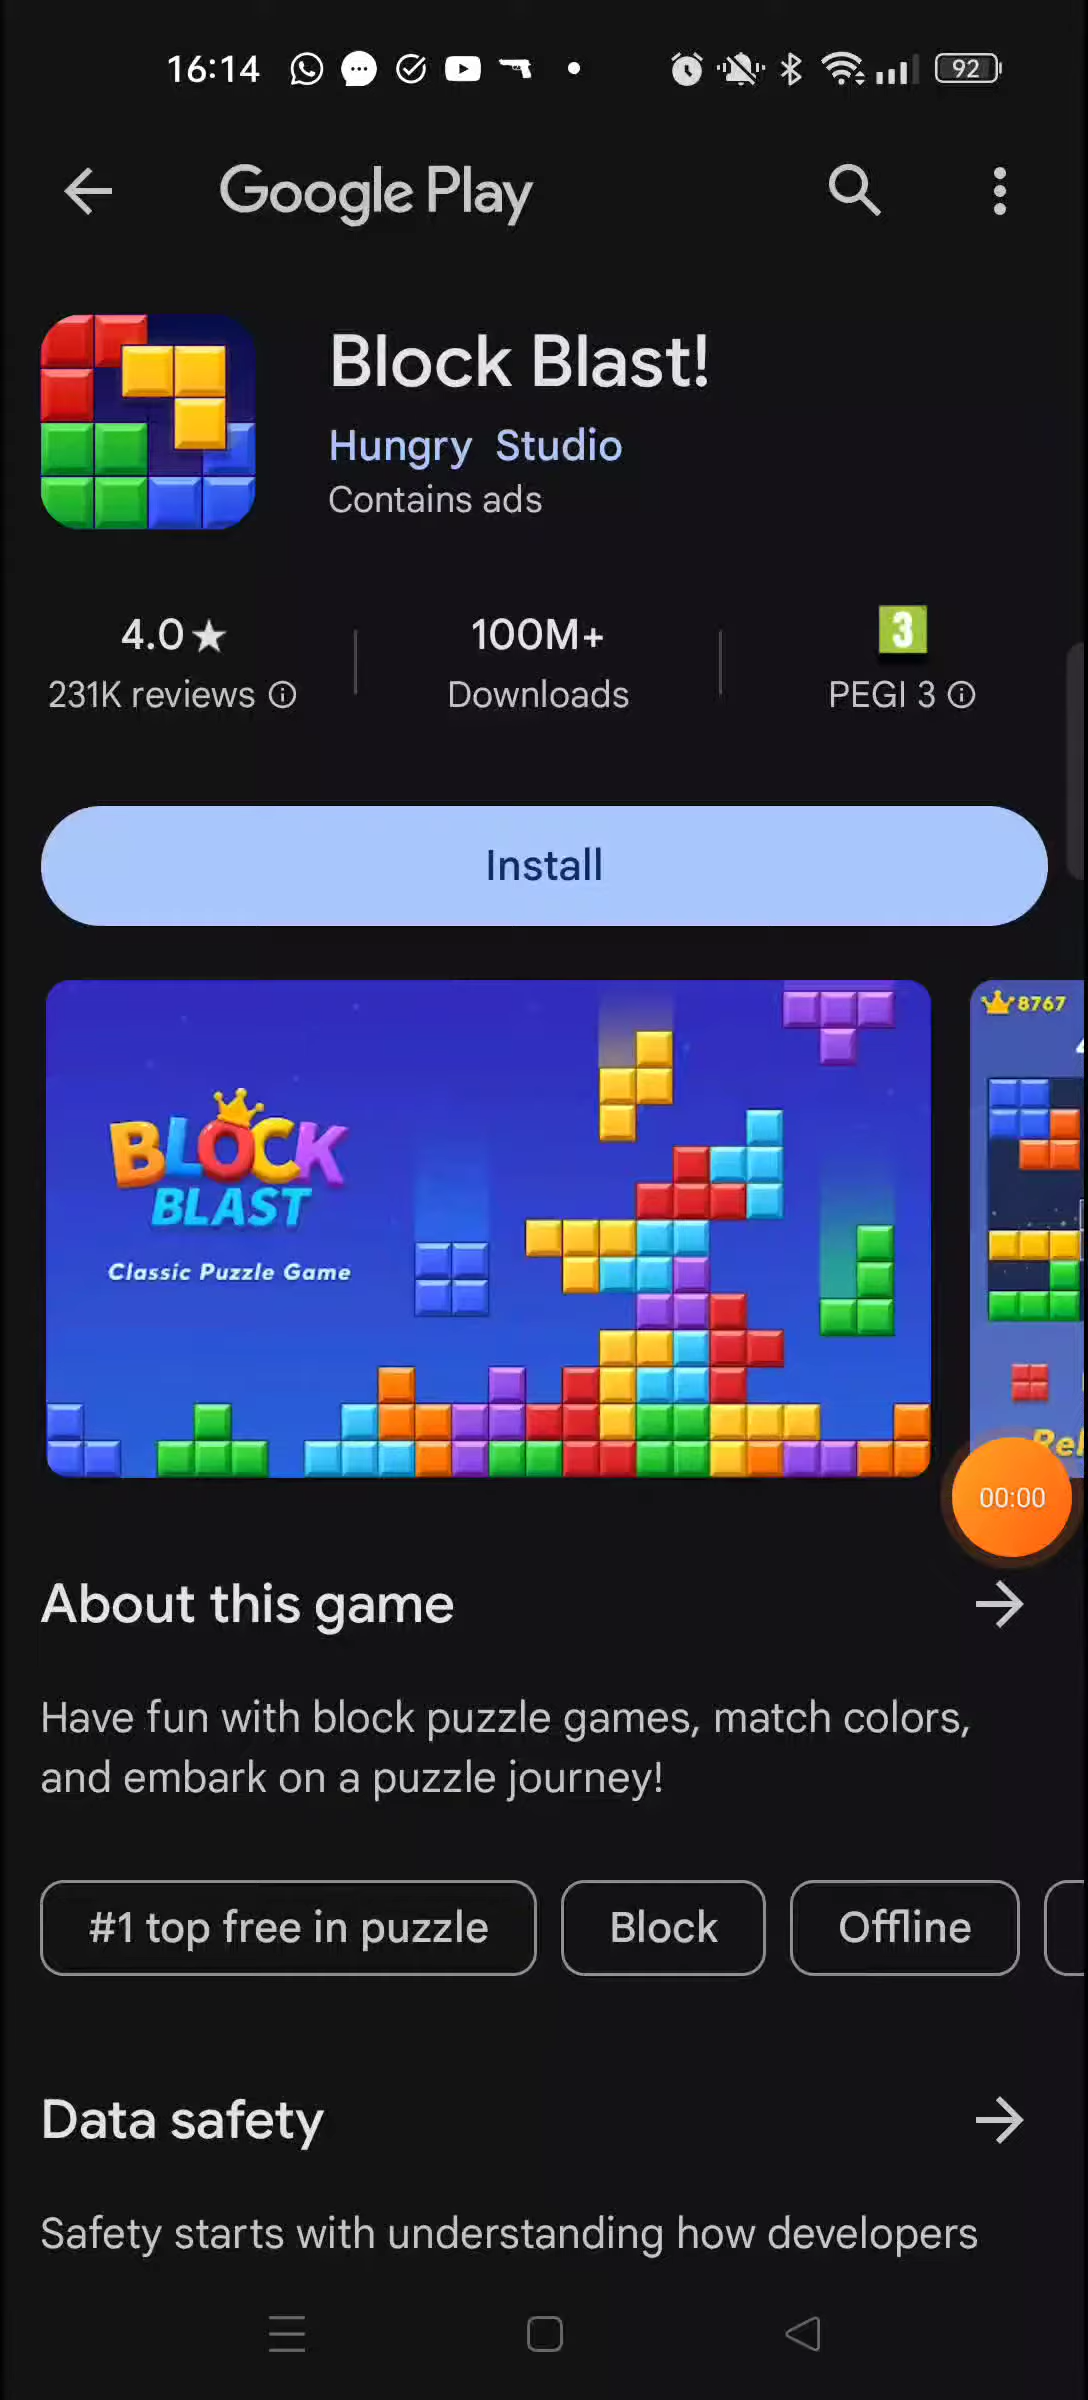 16:14
92
Google Play
Block Blast!
Hungry Studio
Contains ads
4.0★
231K reviews
100M+
Downloads
3
PEGI 3
Install
BLOCK
BLAST
Classic Puzzle Game
8767
00:00
About this game
Have fun with block puzzle games, match colors,
and embark on a puzzle journey!
#1 top free in puzzle
Block
Offline
Data safety
Safety starts with understanding how developers